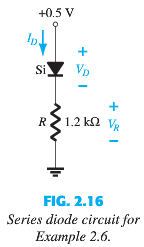 +0.5 V
I_D
+
Si V_D
–
+
R 1.2 kΩ V_R
–
FIG. 2.16
Series diode circuit for
Example 2.6.